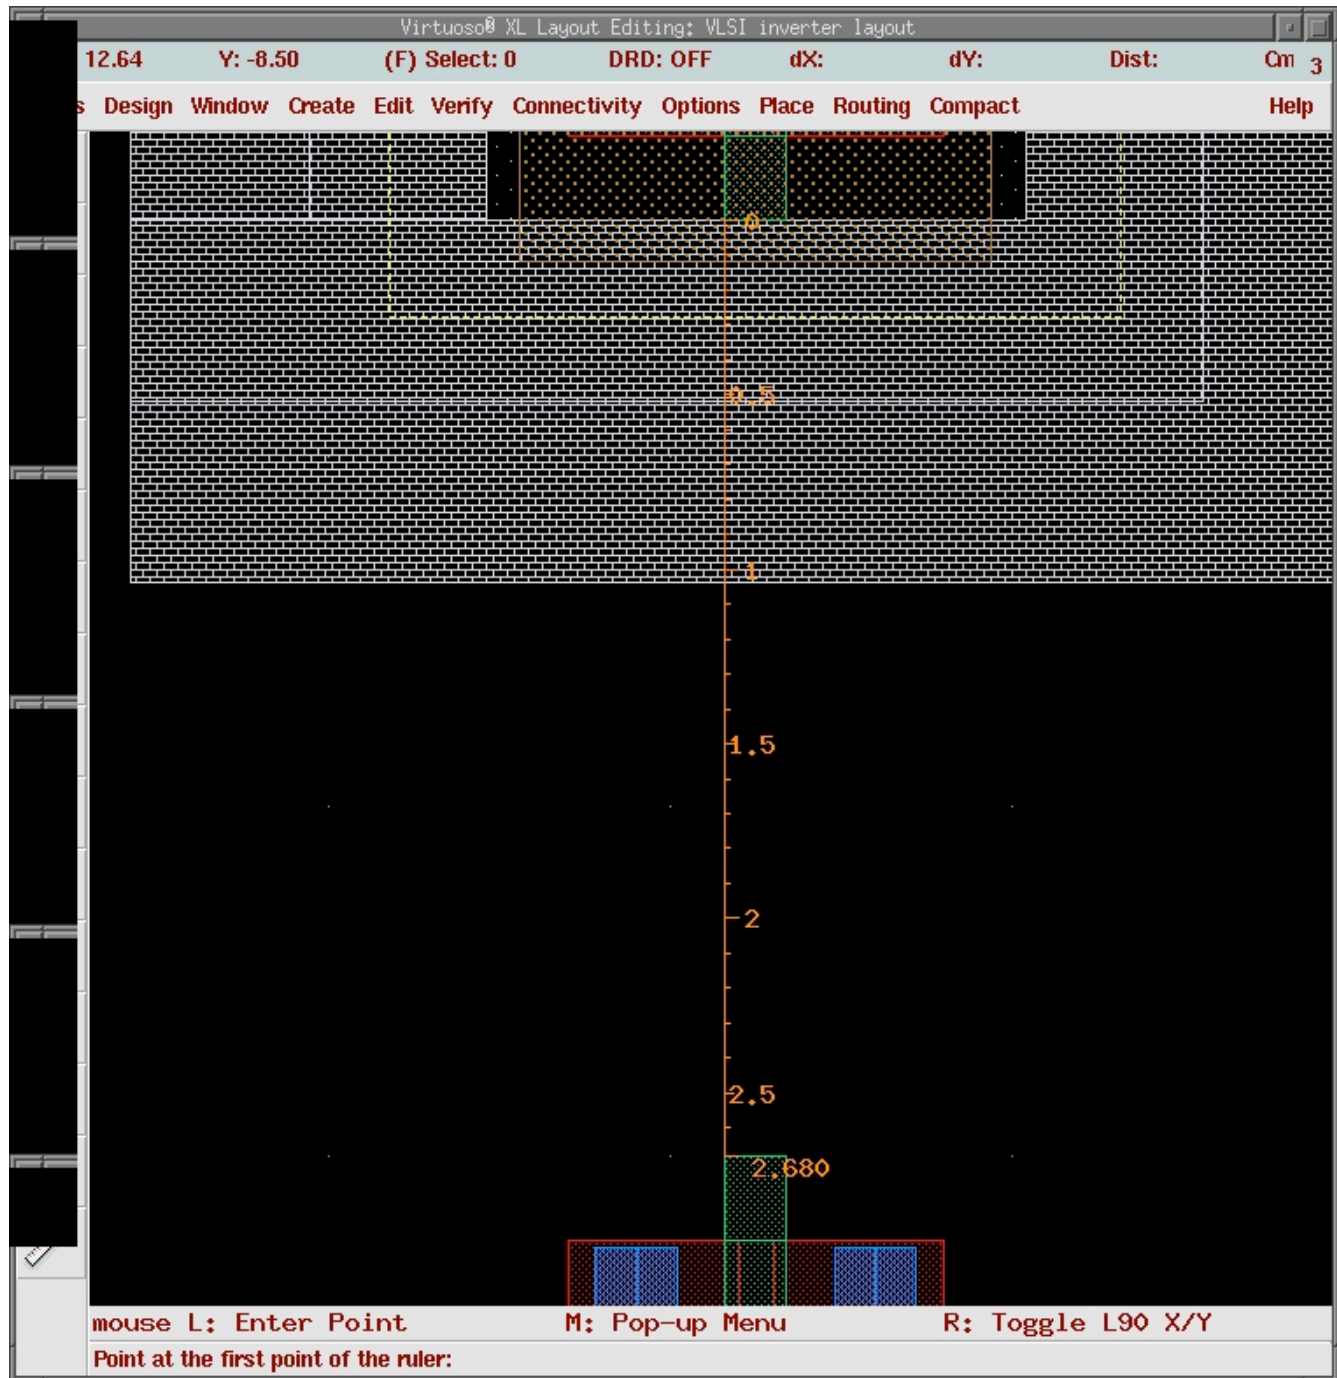 Virtuoso® XL Layout Editing: VLSI inverter layout
12.64 Y: -8.50 (F) Select: 0 DRD: OFF dX: dY: Dist: Cm 3
s Design Window Create Edit Verify Connectivity Options Place Routing Compact Help
0
0.5
1
1.5
2
2.5
2.680
mouse L: Enter Point M: Pop-up Menu R: Toggle L90 X/Y
Point at the first point of the ruler: